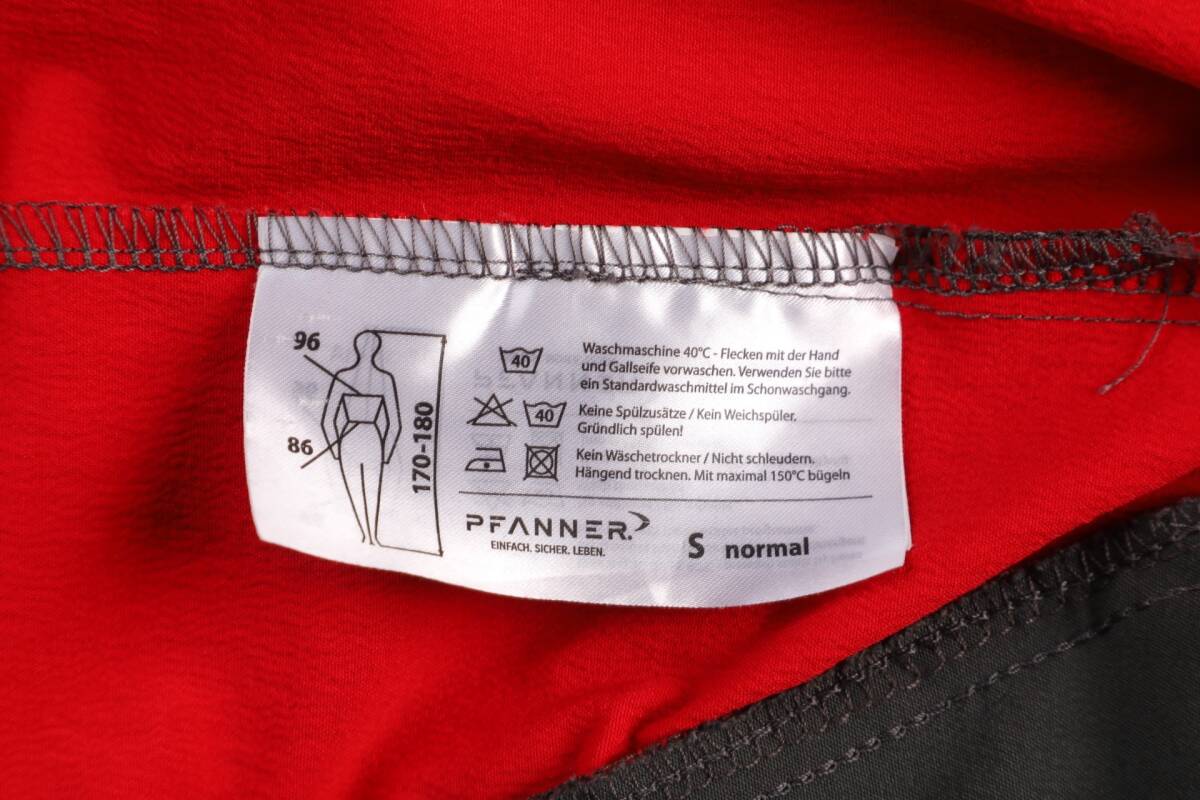 96
86
170-180
40
Waschmaschine 40°C - Flecken mit der Hand
und Gallseife vorwaschen. Verwenden Sie bitte
ein Standardwaschmittel im Schonwaschgang.
40
Keine Spülzusätze / Kein Weichspüler.
Gründlich spülen!
Kein Wäschetrockner / Nicht schleudern.
Hängend trocknen. Mit maximal 150°C bügeln
PFANNER
EINFACH. SICHER. LEBEN.
S normal